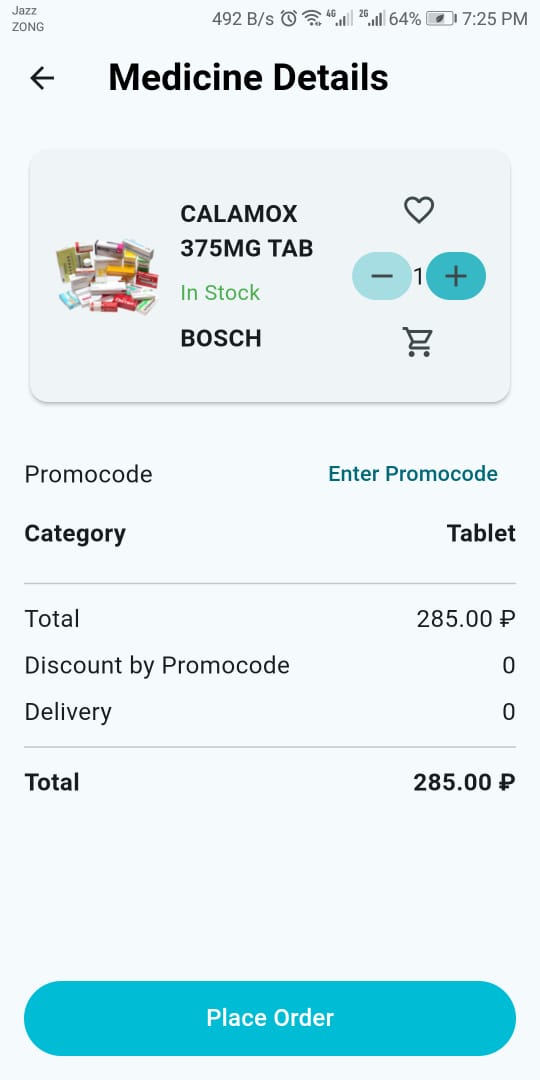 Jazz
ZONG
492 B/s 4G 2G 64% 7:25 PM
Medicine Details
CALAMOX
375MG TAB
In Stock
BOSCH
1
Promocode Enter Promocode
Category Tablet
Total 285.00 ₽
Discount by Promocode 0
Delivery 0
Total 285.00 ₽
Place Order